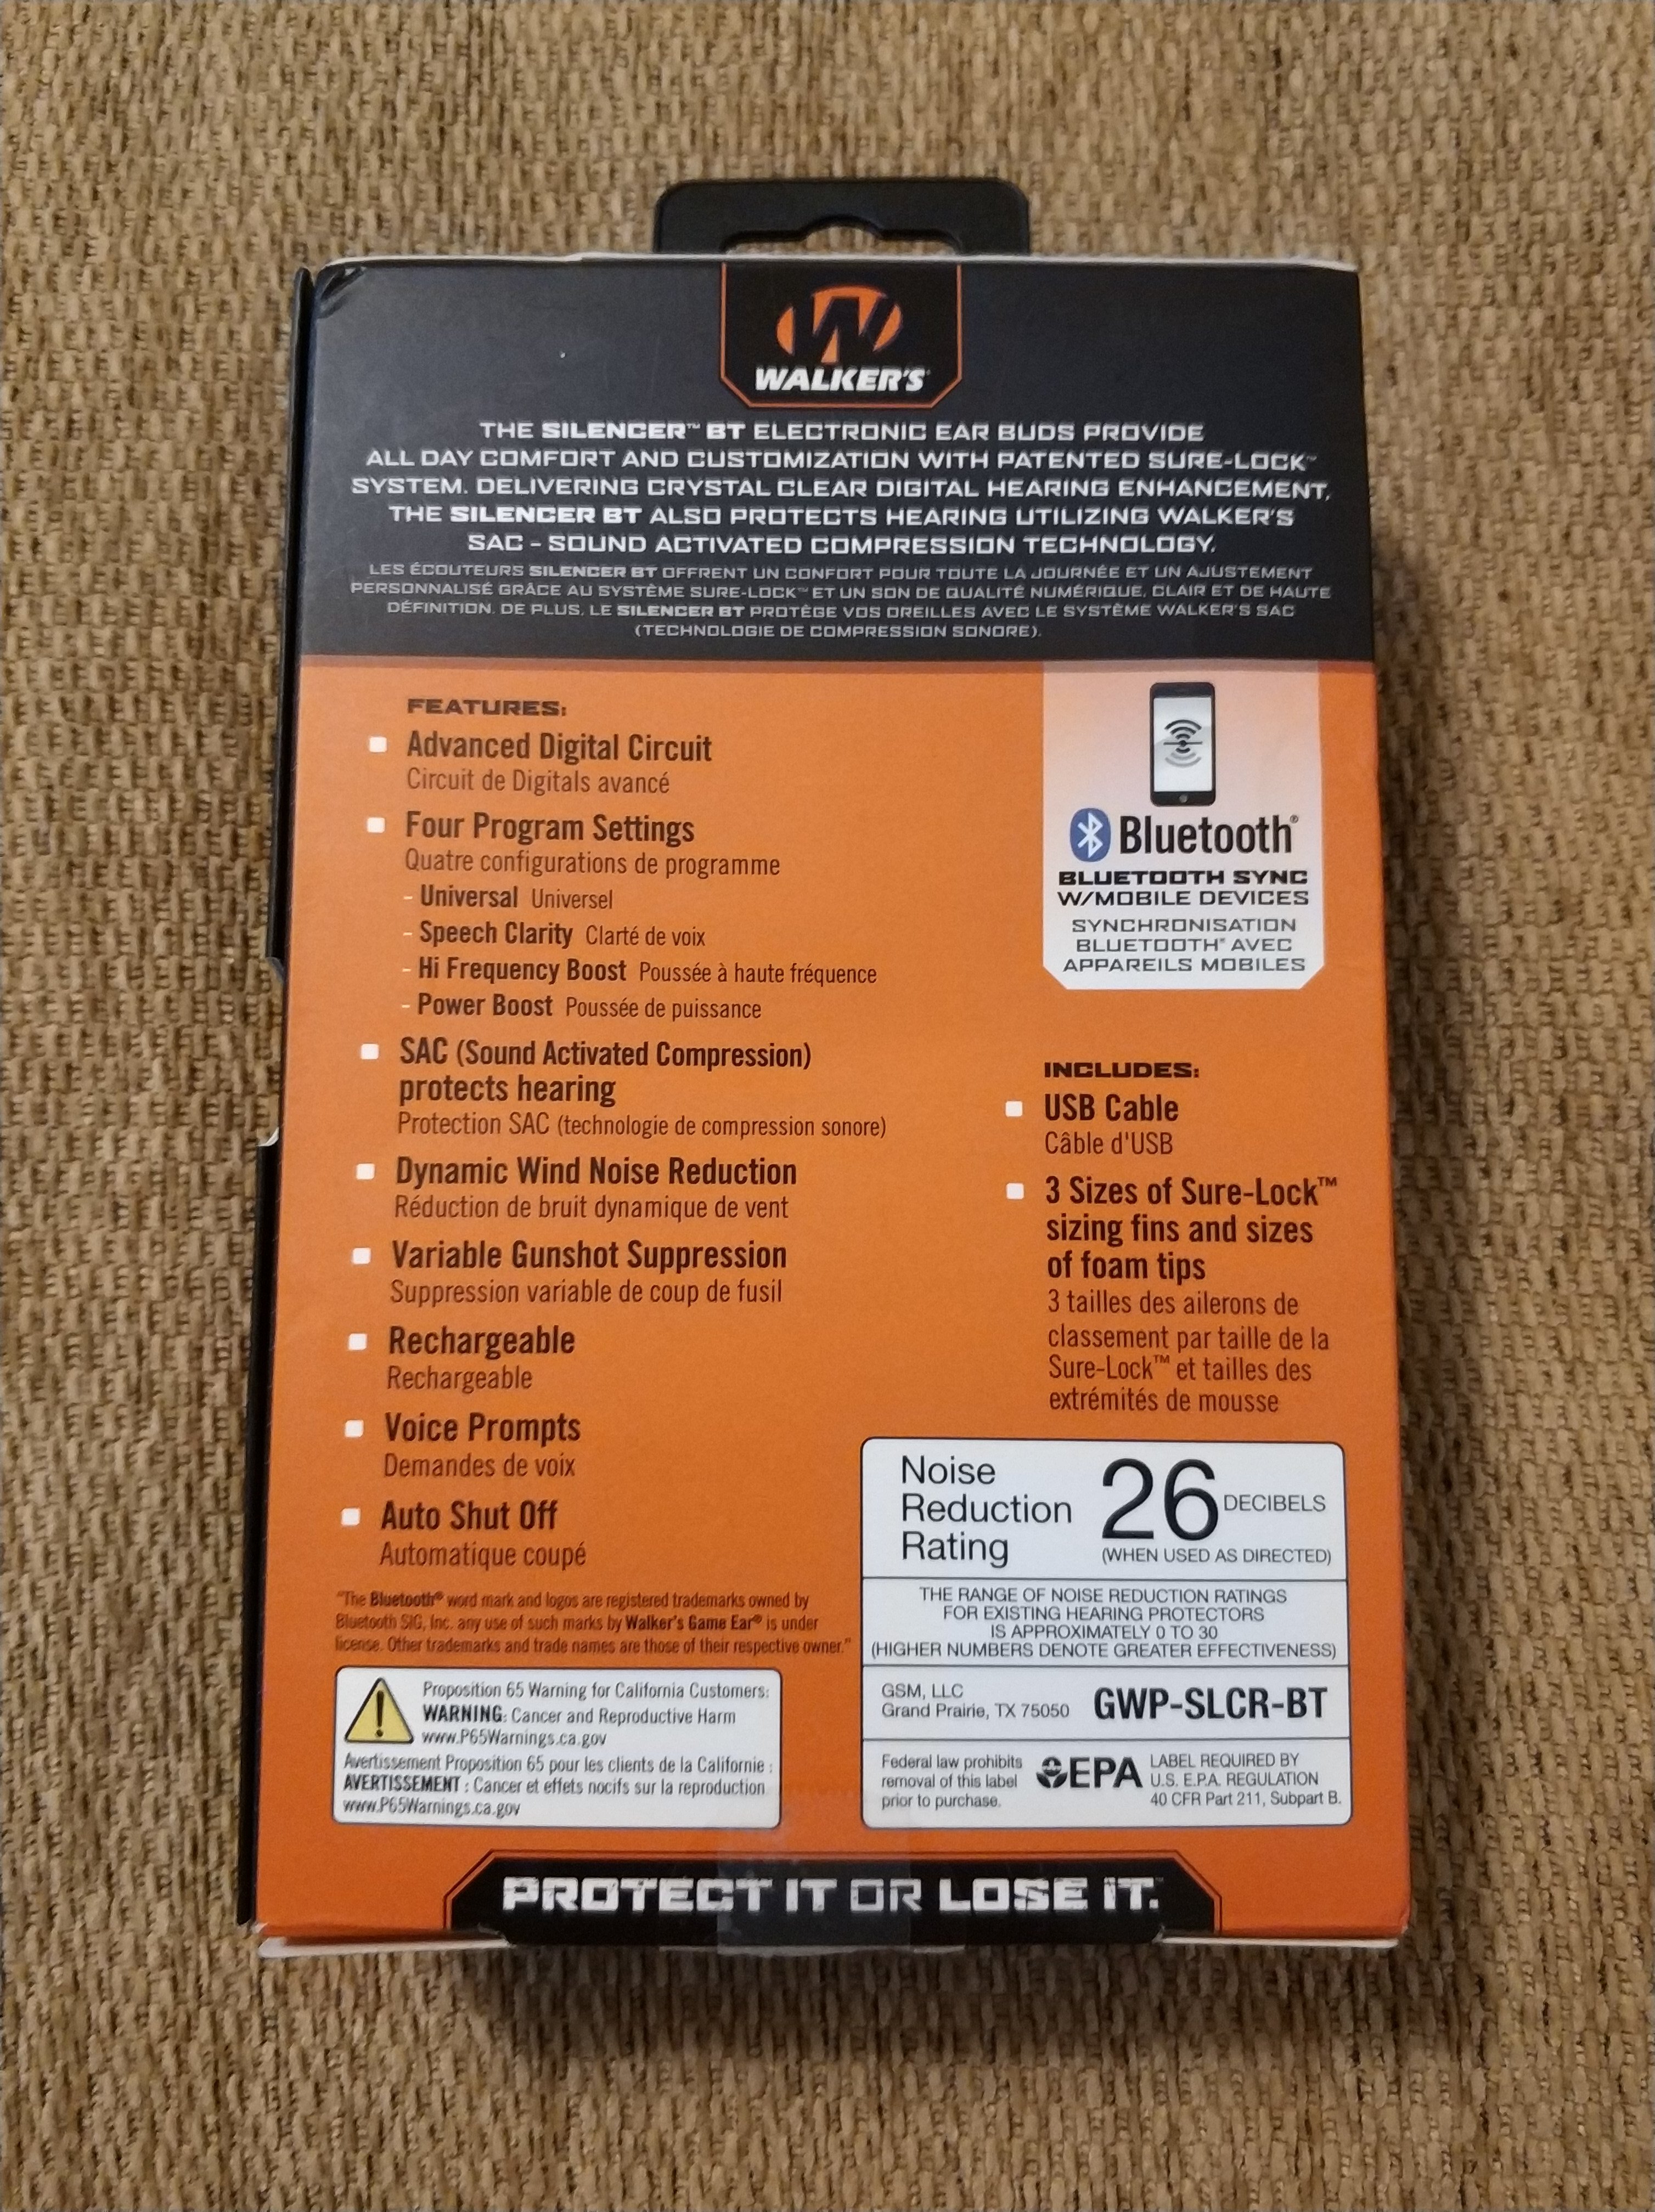 WALKER'S
THE SILENCER™ BT ELECTRONIC EAR BUDS PROVIDE
ALL DAY COMFORT AND CUSTOMIZATION WITH PATENTED SURE-LOCK™
SYSTEM. DELIVERING CRYSTAL CLEAR DIGITAL HEARING ENHANCEMENT,
THE SILENCER BT ALSO PROTECTS HEARING UTILIZING WALKER'S
SAC - SOUND ACTIVATED COMPRESSION TECHNOLOGY.
LES ÉCOUTEURS SILENCER BT OFFRENT UN CONFORT POUR TOUTE LA JOURNÉE ET UN AJUSTEMENT
PERSONNALISÉ GRÂCE AU SYSTÈME SURE-LOCK™ ET UN SON DE QUALITÉ NUMÉRIQUE, CLAIR ET DE HAUTE
DÉFINITION. DE PLUS, LE SILENCER BT PROTÈGE VOS OREILLES AVEC LE SYSTÈME WALKER'S SAC
(TECHNOLOGIE DE COMPRESSION SONORE).
FEATURES:
Advanced Digital Circuit
Circuit de Digitals avancé
Four Program Settings
Quatre configurations de programme
- Universal Universel
- Speech Clarity Clarté de voix
- Hi Frequency Boost Poussée à haute fréquence
- Power Boost Poussée de puissance
SAC (Sound Activated Compression)
protects hearing
Protection SAC (technologie de compression sonore)
Dynamic Wind Noise Reduction
Réduction de bruit dynamique de vent
Variable Gunshot Suppression
Suppression variable de coup de fusil
Rechargeable
Rechargeable
Voice Prompts
Demandes de voix
Auto Shut Off
Automatique coupé
"The Bluetooth® word mark and logos are registered trademarks owned by
Bluetooth SIG, Inc. any use of such marks by Walker's Game Ear® is under
license. Other trademarks and trade names are those of their respective owner."
Proposition 65 Warning for California Customers:
WARNING: Cancer and Reproductive Harm
www.P65Warnings.ca.gov
Avertissement Proposition 65 pour les clients de la Californie :
AVERTISSEMENT : Cancer et effets nocifs sur la reproduction
www.P65Warnings.ca.gov
Bluetooth®
BLUETOOTH SYNC
W/MOBILE DEVICES
SYNCHRONISATION
BLUETOOTH® AVEC
APPAREILS MOBILES
INCLUDES:
USB Cable
Câble d'USB
3 Sizes of Sure-Lock™
sizing fins and sizes
of foam tips
3 tailles des ailerons de
classement par taille de la
Sure-Lock™ et tailles des
extrémités de mousse
Noise
Reduction
Rating
26 DECIBELS
(WHEN USED AS DIRECTED)
THE RANGE OF NOISE REDUCTION RATINGS
FOR EXISTING HEARING PROTECTORS
IS APPROXIMATELY 0 TO 30
(HIGHER NUMBERS DENOTE GREATER EFFECTIVENESS)
GSM, LLC
Grand Prairie, TX 75050
GWP-SLCR-BT
Federal law prohibits
removal of this label
prior to purchase.
EPA
LABEL REQUIRED BY
U.S. E.P.A. REGULATION
40 CFR Part 211, Subpart B.
PROTECT IT OR LOSE IT.